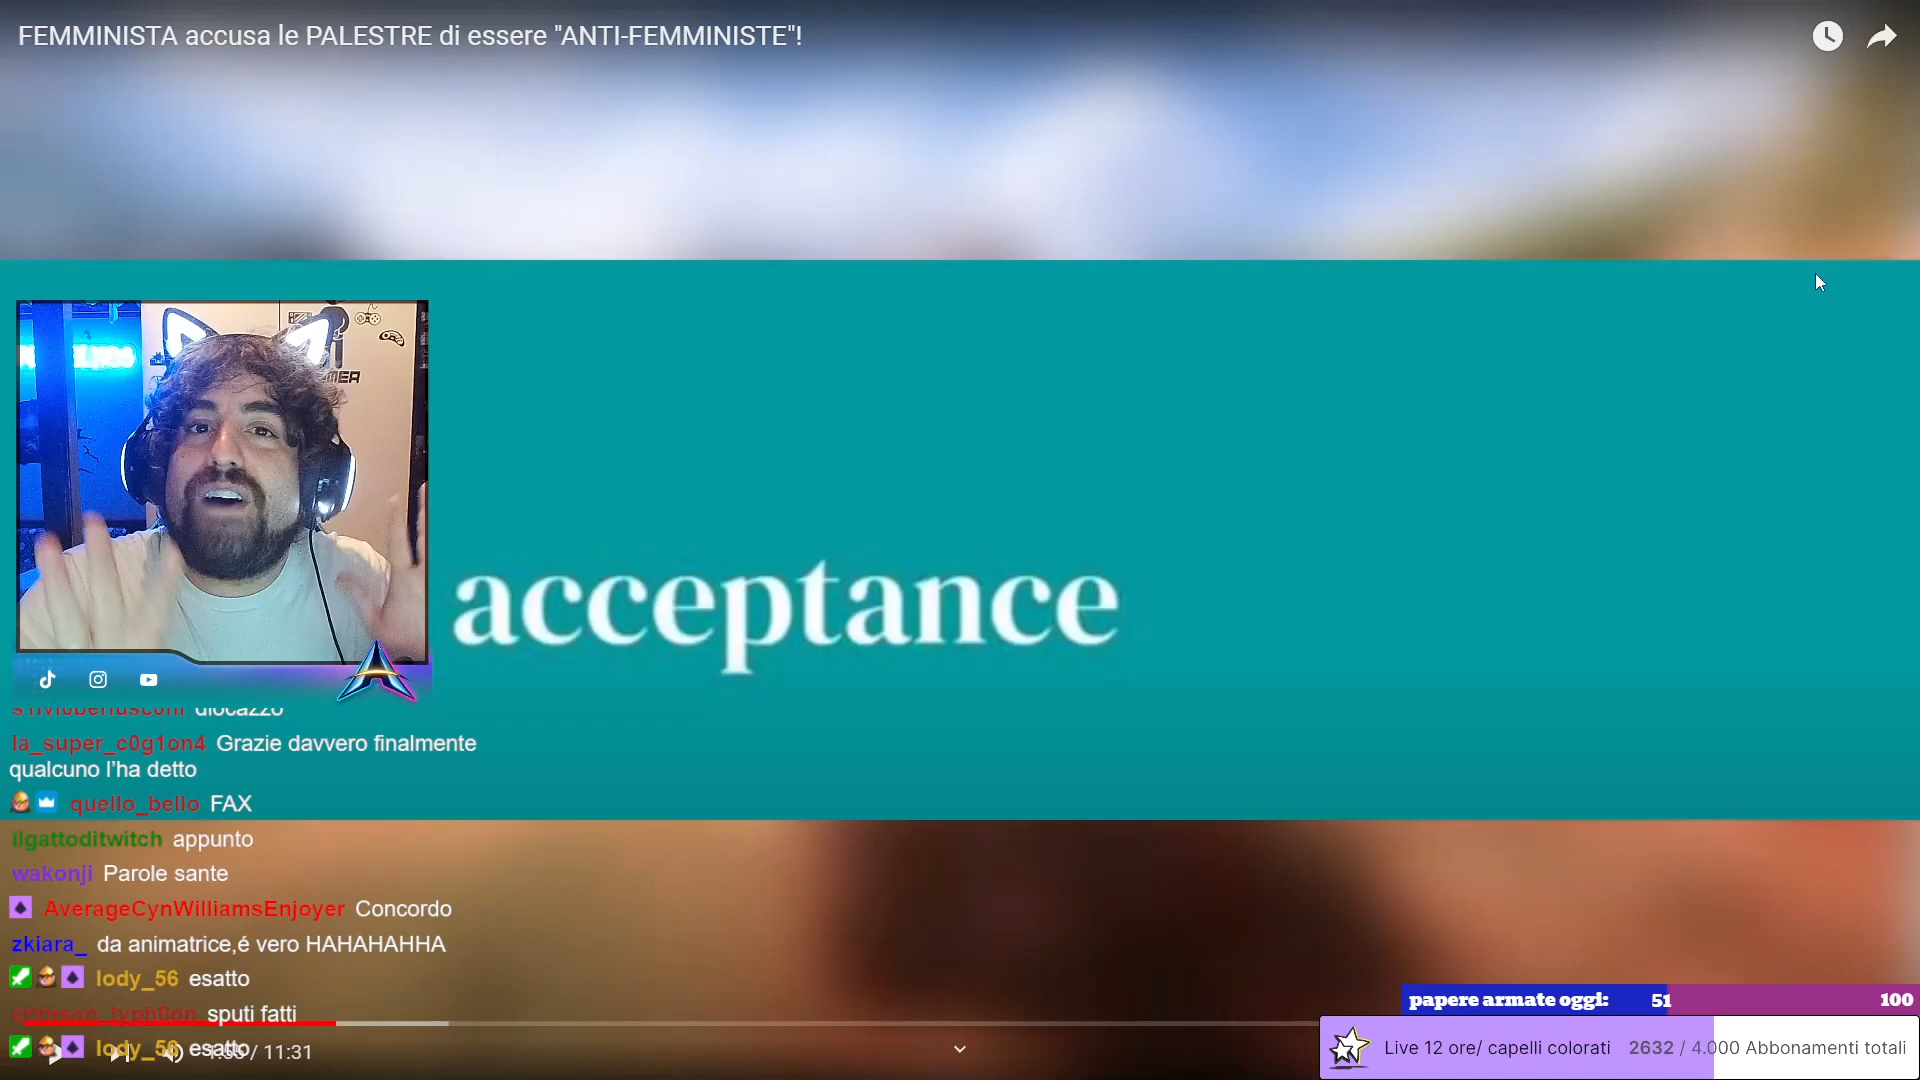 FEMMINISTA accusa le PALESTRE di essere "ANTI-FEMMINISTE"!
acceptance
diocazzo
la_super_c0g1on4 Grazie davvero finalmente
qualcuno l'ha detto
quello_bello FAX
ilgattoditwitch appunto
wakonji Parole sante
AverageCynWilliamsEnjoyer Concordo
zkiara_ da animatrice,é vero HAHAHAHHA
lody_56 esatto
sputi fatti
lody_56 esatto
/ 11:31
papere armate oggi: 51 100
Live 12 ore/ capelli colorati 2632 / 4.000 Abbonamenti totali